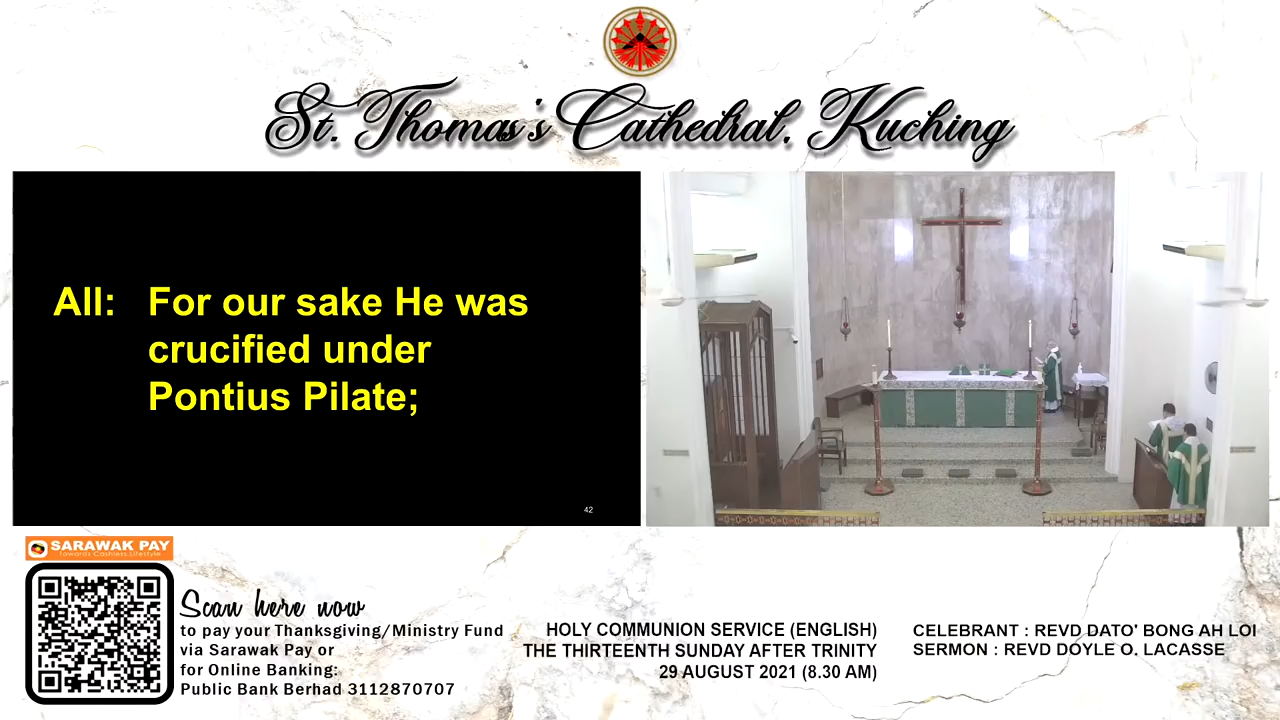 St. Thomas's Cathedral, Kuching
All: For our sake He was
crucified under
Pontius Pilate;
42
SARAWAK PAY
Towards Cashless Lifestyle
Scan here now
to pay your Thanksgiving/Ministry Fund
via Sarawak Pay or
for Online Banking:
Public Bank Berhad 3112870707
HOLY COMMUNION SERVICE (ENGLISH)
THE THIRTEENTH SUNDAY AFTER TRINITY
29 AUGUST 2021 (8.30 AM)
CELEBRANT : REVD DATO' BONG AH LOI
SERMON : REVD DOYLE O. LACASSE